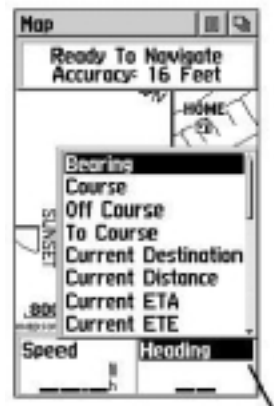 Map
Ready To Navigate
Accuracy: 16 Feet
HOME
Bearing
Course
Off Course
To Course
Current Destination
Current Distance
Current ETA
Current ETE
SUNSET
.800
Speed
Heading